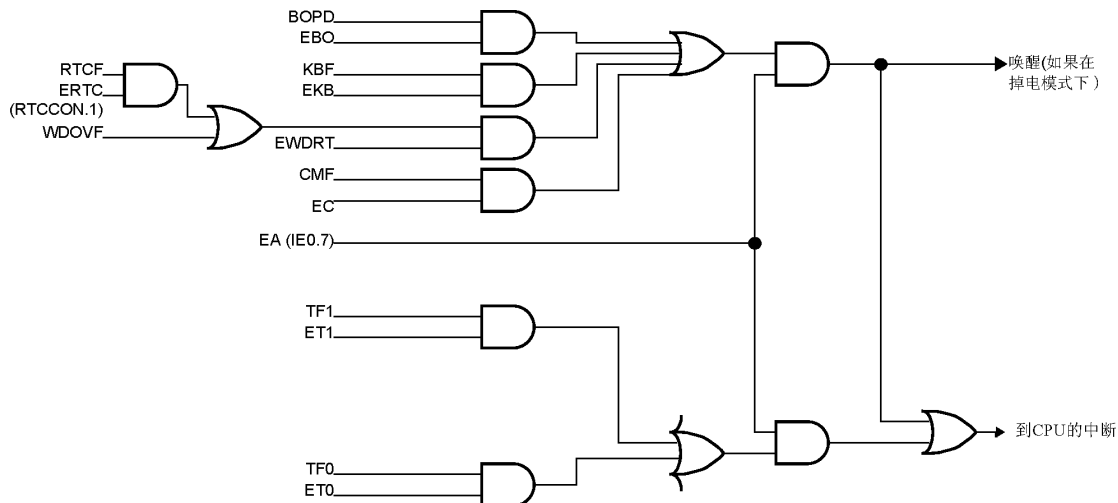 BOPD
EBO
KBF
EKB
RTCF
ERTC
(RTCCON.1)
WDOVF
EWDRT
CMF
EC
EA (IE0.7)
TF1
ET1
TF0
ET0
唤醒(如果在
掉电模式下）
到CPU的中断